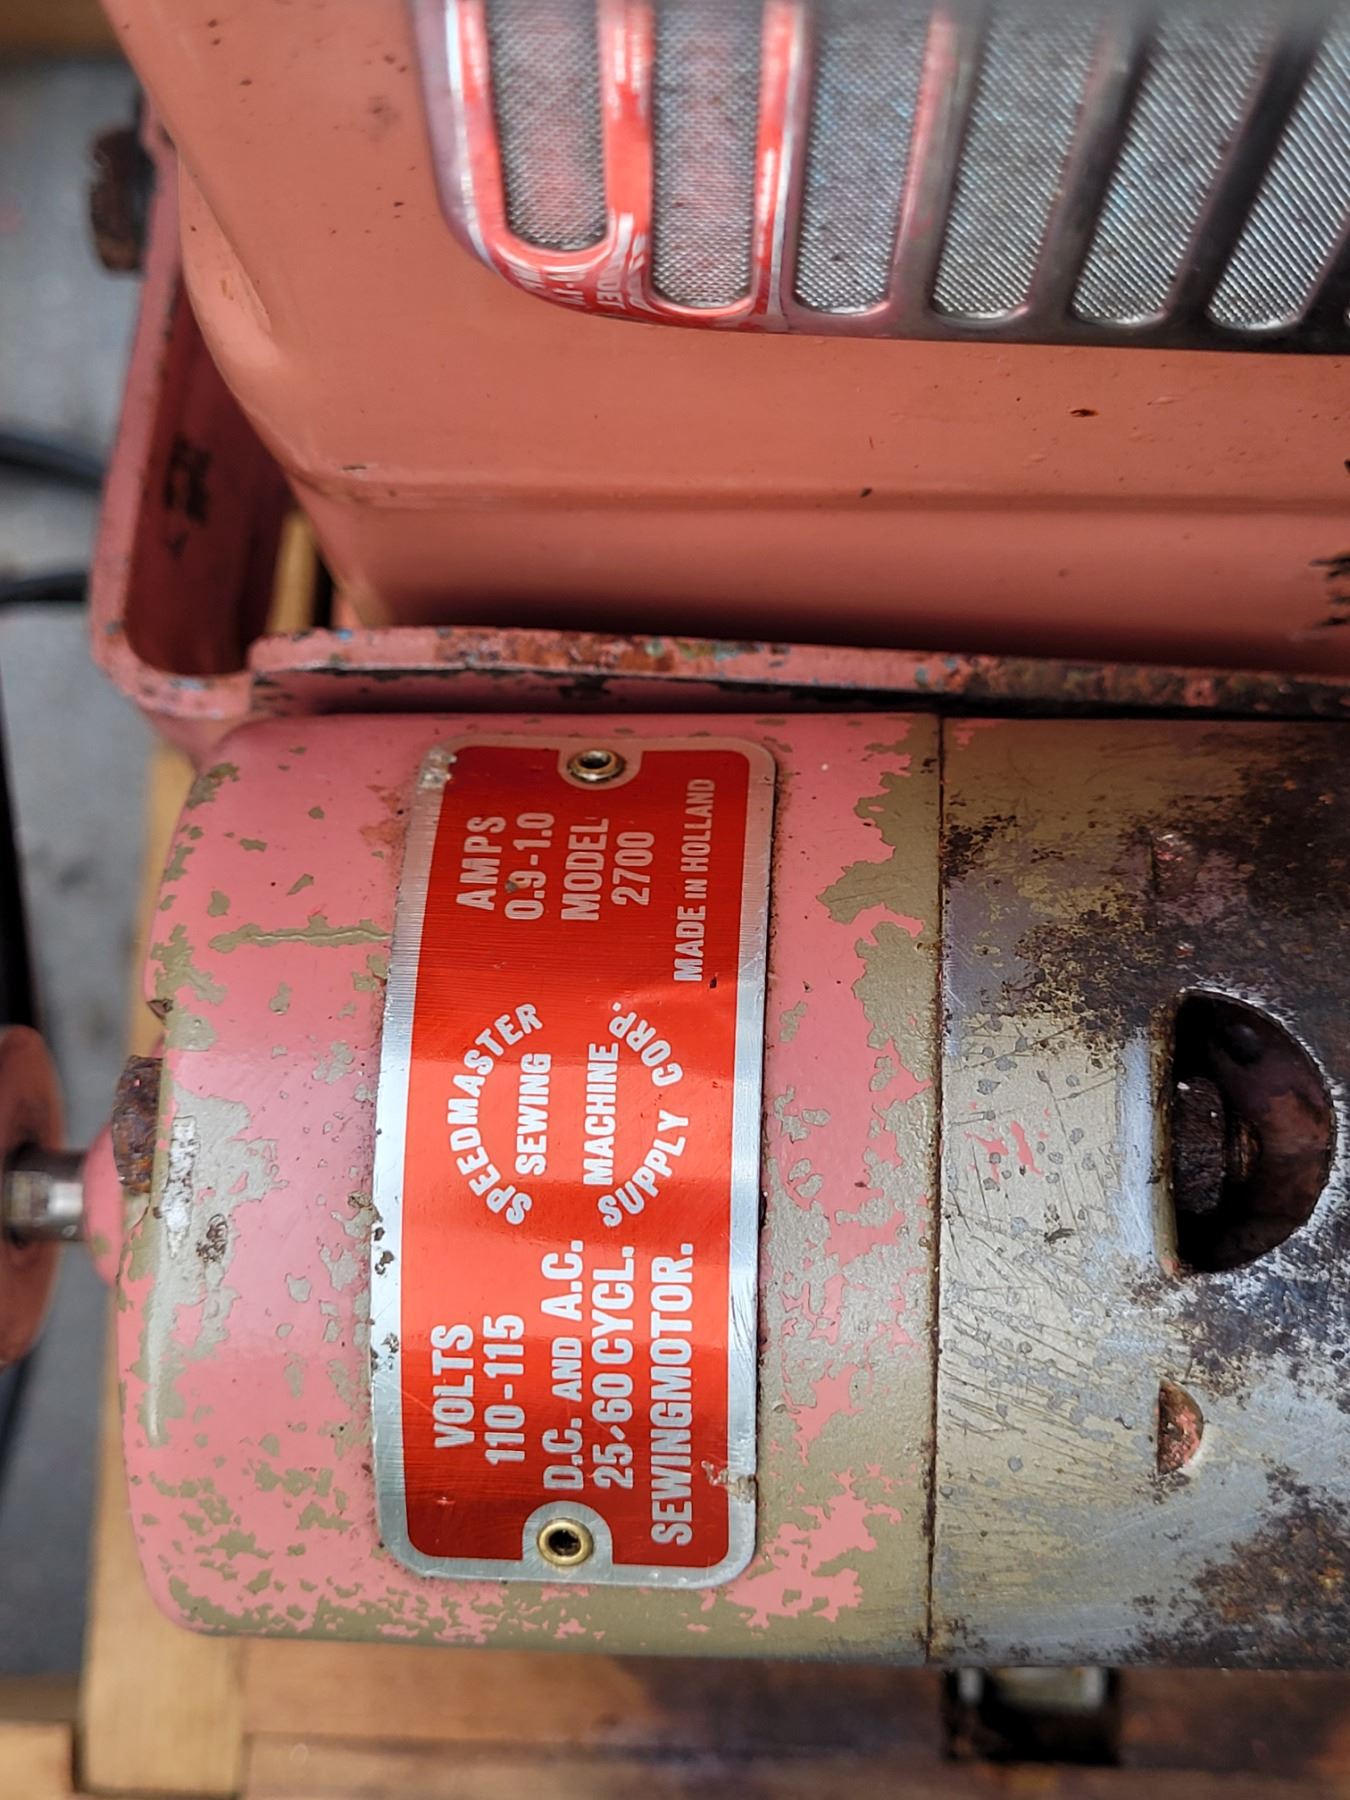 VOLTS
110-115
D.C. AND A.C.
25-60 CYCL.
SEWINGMOTOR.
SPEEDMASTER
SEWING
MACHINE
SUPPLY CORP.
AMPS
0.9-1.0
MODEL
2700
MADE in HOLLAND